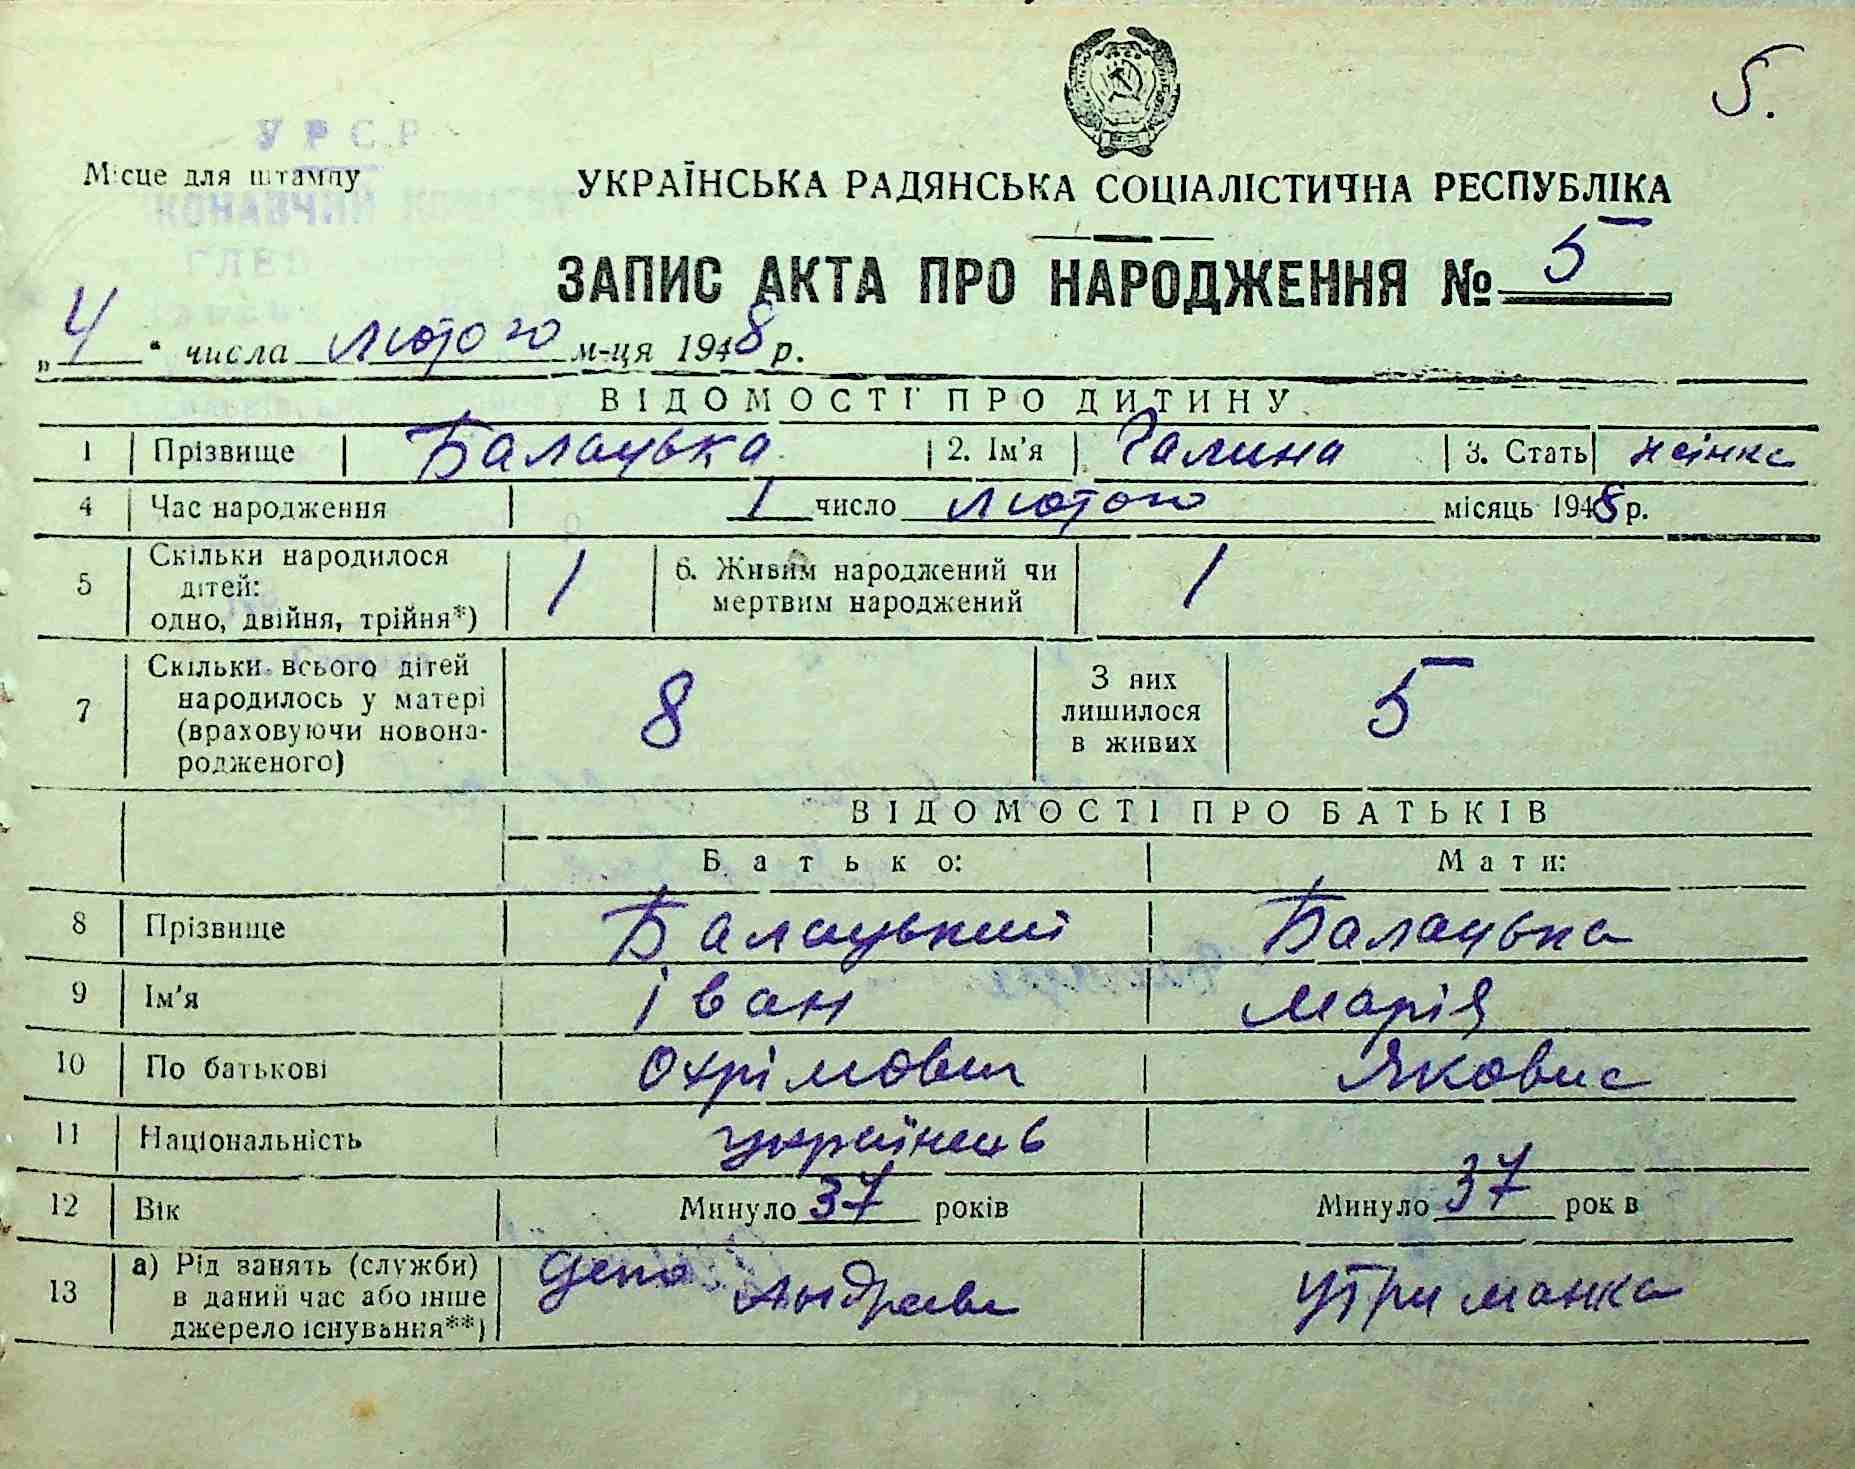 5.
УРСР
Місце для штампу
КОНАВЧИЙ
УКРАЇНСЬКА РАДЯНСЬКА СОЦІАЛІСТИЧНА РЕСПУБЛІКА
ЗАПИС АКТА ПРО НАРОДЖЕННЯ № 5
„4“ числа лютого м-ця 1948 р.
ВІДОМОСТІ ПРО ДИТИНУ
1 Прізвище Балацька 2. Ім'я Галина 3. Стать жінка
4 Час народження 1 число лютого місяць 1948 р.
5 Скільки народилося дітей: одно, двійня, трійня*) 1 6. Живим народжений чи мертвим народжений 1
7 Скільки всього дітей народилось у матері (враховуючи новонародженого) 8 З них лишилося в живих 5
ВІДОМОСТІ ПРО БАТЬКІВ
Батько: Мати:
8 Прізвище Балацький Балацька
9 Ім'я Іван Марія
10 По батькові Охрімович Яковис
11 Національність українець
12 Вік Минуло 37 років Минуло 37 рок в
13 а) Рід занять (служби) в даний час або інше джерело існування**) Депо утриманка